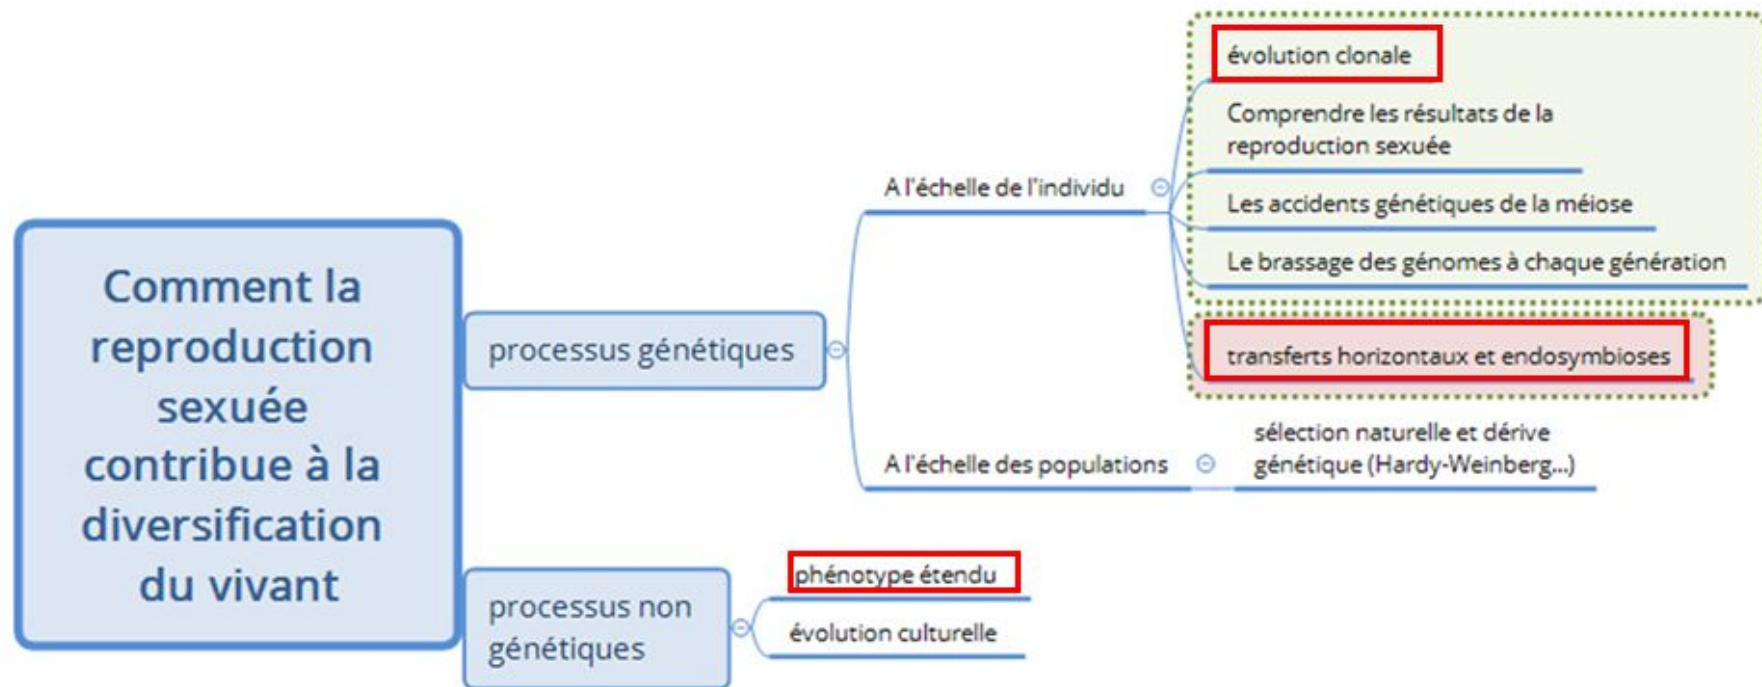 Comment la
reproduction
sexuée
contribue à la
diversification
du vivant
processus génétiques
A l'échelle de l'individu
évolution clonale
Comprendre les résultats de la
reproduction sexuée
Les accidents génétiques de la méiose
Le brassage des génomes à chaque génération
transferts horizontaux et endosymbioses
A l'échelle des populations
sélection naturelle et dérive
génétique (Hardy-Weinberg...)
processus non
génétiques
phénotype étendu
évolution culturelle